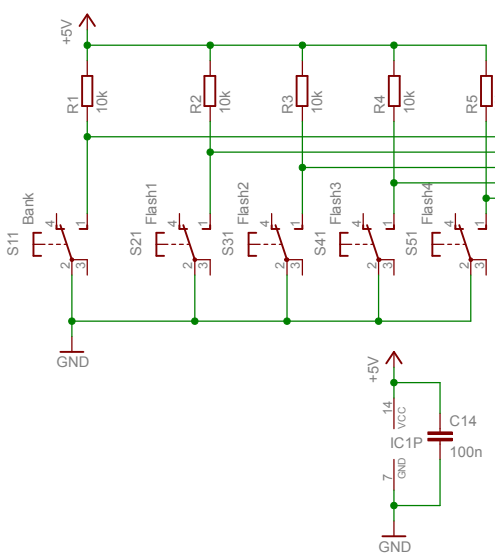 +5V
R1
10k
R2
10k
R3
10k
R4
10k
R5
S11
Bank
4
1
2
3
S21
Flash1
4
1
2
3
S31
Flash2
4
1
2
3
S41
Flash3
4
1
2
3
S51
Flash4
4
1
2
3
GND
+5V
14
VCC
IC1P
7
GND
C14
100n
GND